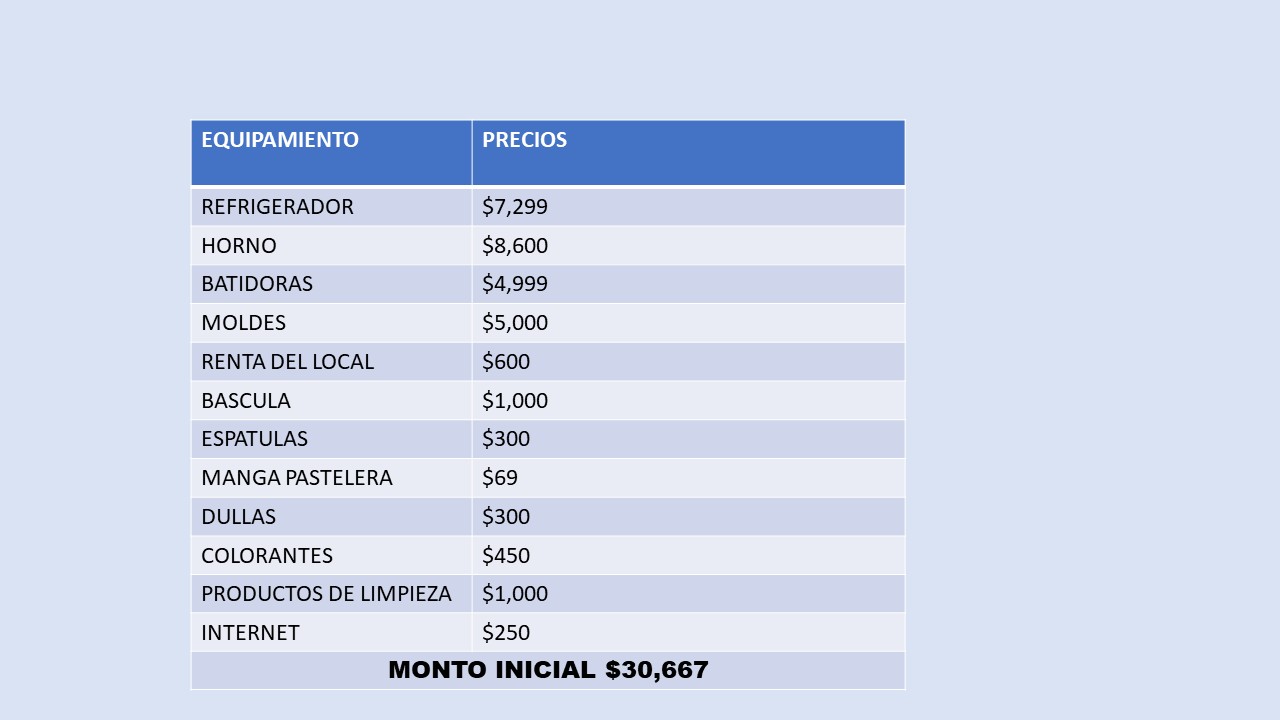 EQUIPAMIENTO PRECIOS
REFRIGERADOR $7,299
HORNO $8,600
BATIDORAS $4,999
MOLDES $5,000
RENTA DEL LOCAL $600
BASCULA $1,000
ESPATULAS $300
MANGA PASTELERA $69
DULLAS $300
COLORANTES $450
PRODUCTOS DE LIMPIEZA $1,000
INTERNET $250
MONTO INICIAL $30,667